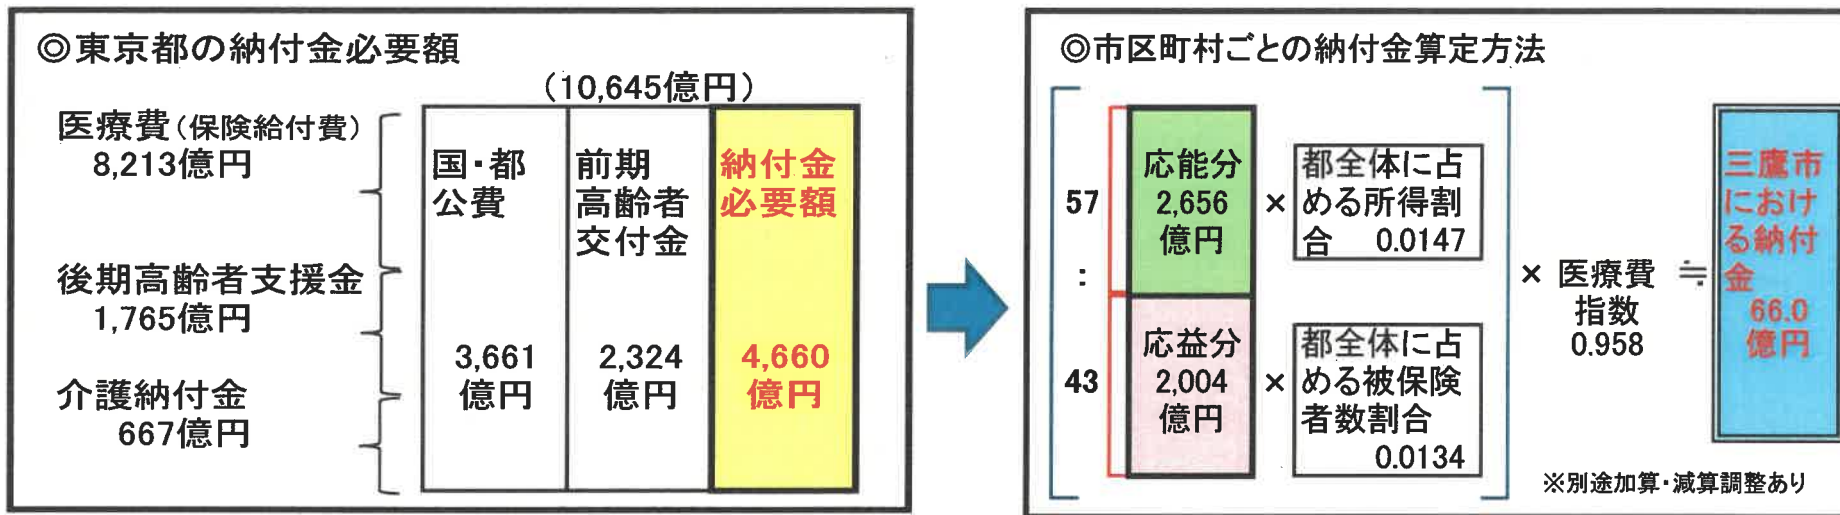 ◎東京都の納付金必要額
(10,645億円)
医療費(保険給付費)
8,213億円
後期高齢者支援金
1,765億円
介護納付金
667億円
国・都
公費
3,661
億円
前期
高齢者
交付金
2,324
億円
納付金
必要額
4,660
億円
◎市区町村ごとの納付金算定方法
57
:
43
応能分
2,656
億円
×
都全体に占
める所得割
合 0.0147
応益分
2,004
億円
×
都全体に占
める被保険
者数割合
0.0134
× 医療費
指数
0.958
≒
三鷹市
におけ
る納付
金
66.0
億円
※別途加算・減算調整あり